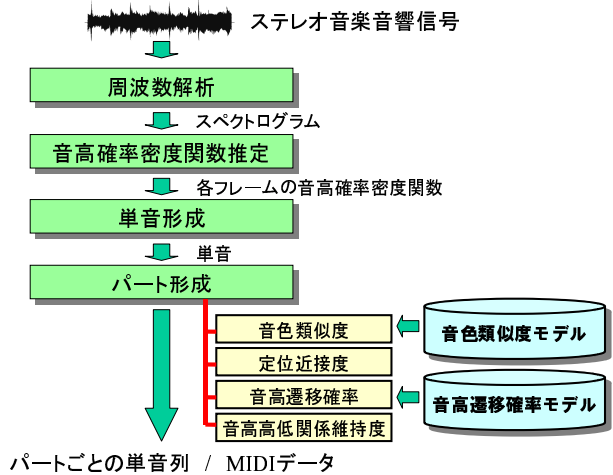 ステレオ音楽音響信号
周波数解析
スペクトログラム
音高確率密度関数推定
各フレームの音高確率密度関数
単音形成
単音
パート形成
音色類似度
音色類似度モデル
定位近接度
音高遷移確率
音高遷移確率モデル
音高高低関係維持度
パートごとの単音列 / MIDIデータ